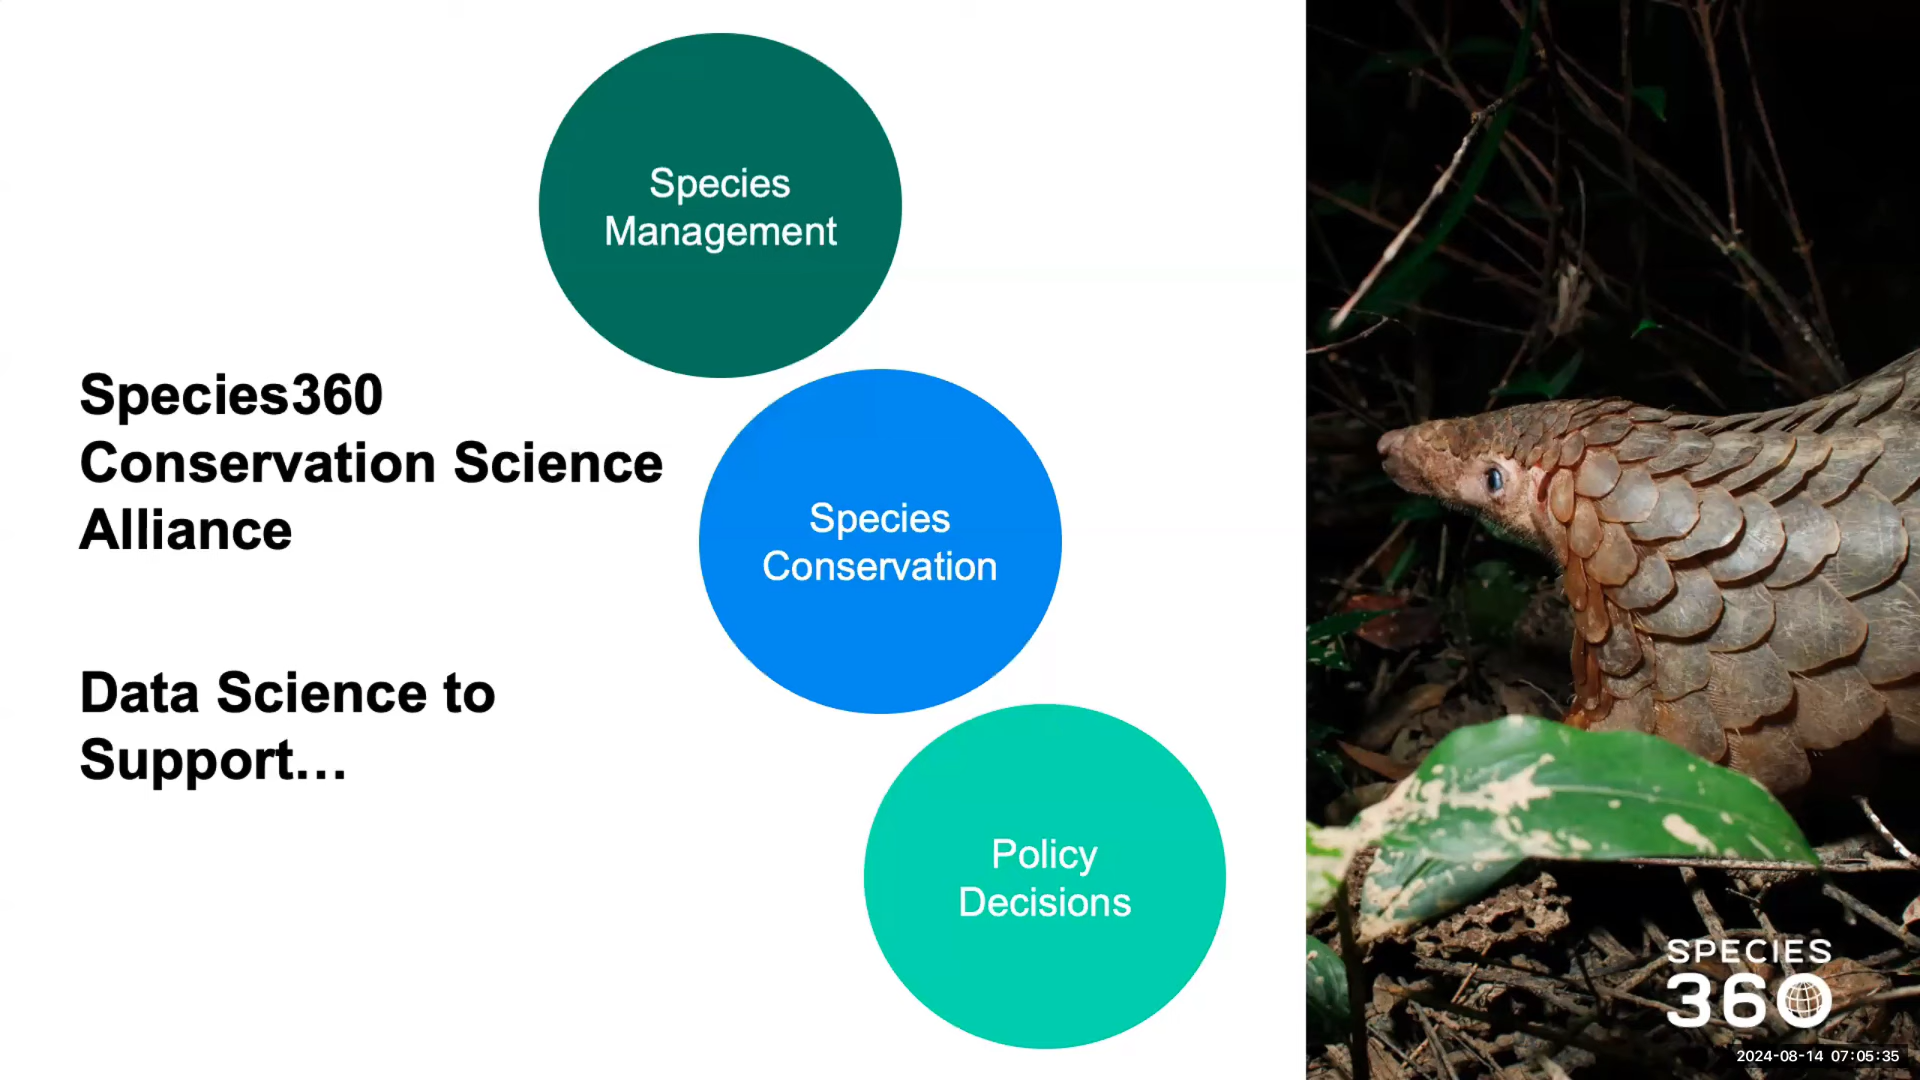 Species360
Conservation Science
Alliance
Data Science to
Support…
Species
Management
Species
Conservation
Policy
Decisions
SPECIES
360
2024-08-14 07:05:35